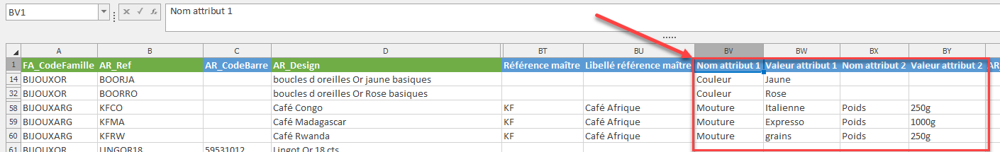 BV1 Nom attribut 1
A B C D BT BU BV BW BX BY
1 FA_CodeFamille AR_Ref AR_CodeBarre AR_Design Référence maître Libellé référence maître Nom attribut 1 Valeur attribut 1 Nom attribut 2 Valeur attribut 2
14 BIJOUXOR BOORJA boucles d oreilles Or jaune basiques Couleur Jaune
32 BIJOUXOR BOORRO boucles d oreilles Or Rose basiques Couleur Rose
58 BIJOUXARG KFCO Café Congo KF Café Afrique Mouture Italienne Poids 250g
59 BIJOUXARG KFMA Café Madagascar KF Café Afrique Mouture Expresso Poids 1000g
60 BIJOUXARG KFRW Café Rwanda KF Café Afrique Mouture grains Poids 250g
61 BIJOUXOR LINGOR18 59531012 Lingot Or 18 cts